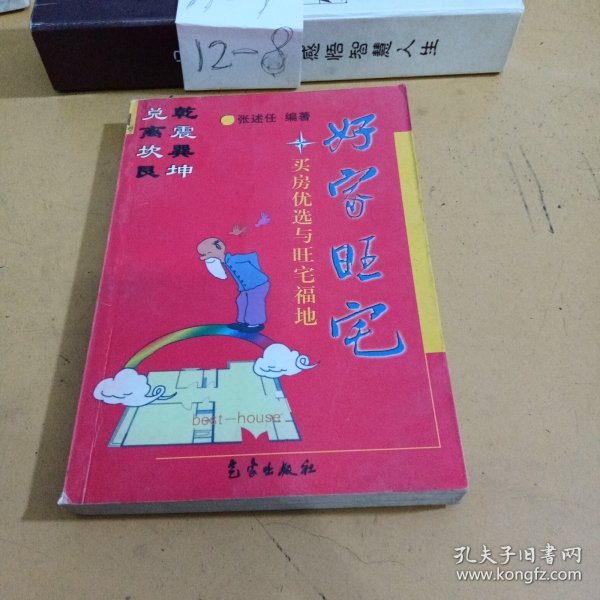 感悟智慧人生
12-8
乾震巽坤
兑离坎艮
张述任 编著
好宅旺宅
买房优选与旺宅福地
best-house
气象出版社
孔夫子旧书网
www.kongfz.com